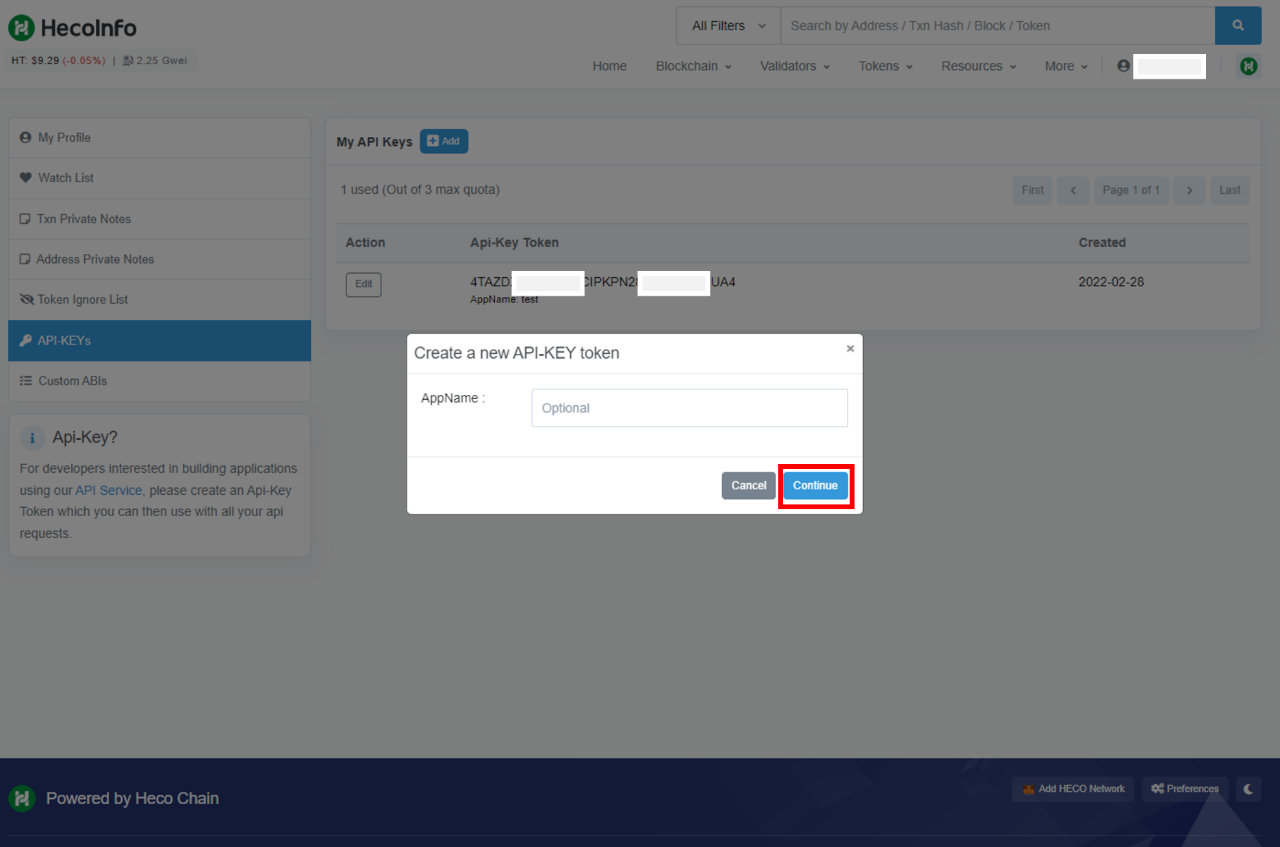 HecoInfo
All Filters
Search by Address / Txn Hash / Block / Token
HT: $9.29 (-0.05%) | 2.25 Gwei
Home Blockchain Validators Tokens Resources More
My Profile
Watch List
Txn Private Notes
Address Private Notes
Token Ignore List
API-KEYs
Custom ABIs
Api-Key?
For developers interested in building applications
using our API Service, please create an Api-Key
Token which you can then use with all your api
requests.
My API Keys Add
1 used (Out of 3 max quota)
First Page 1 of 1 Last
Action Api-Key Token Created
Edit 4TAZD CIPKPN2 UA4 2022-02-28
AppName: test
Create a new API-KEY token ×
AppName :
Optional
Cancel Continue
Powered by Heco Chain
Add HECO Network Preferences